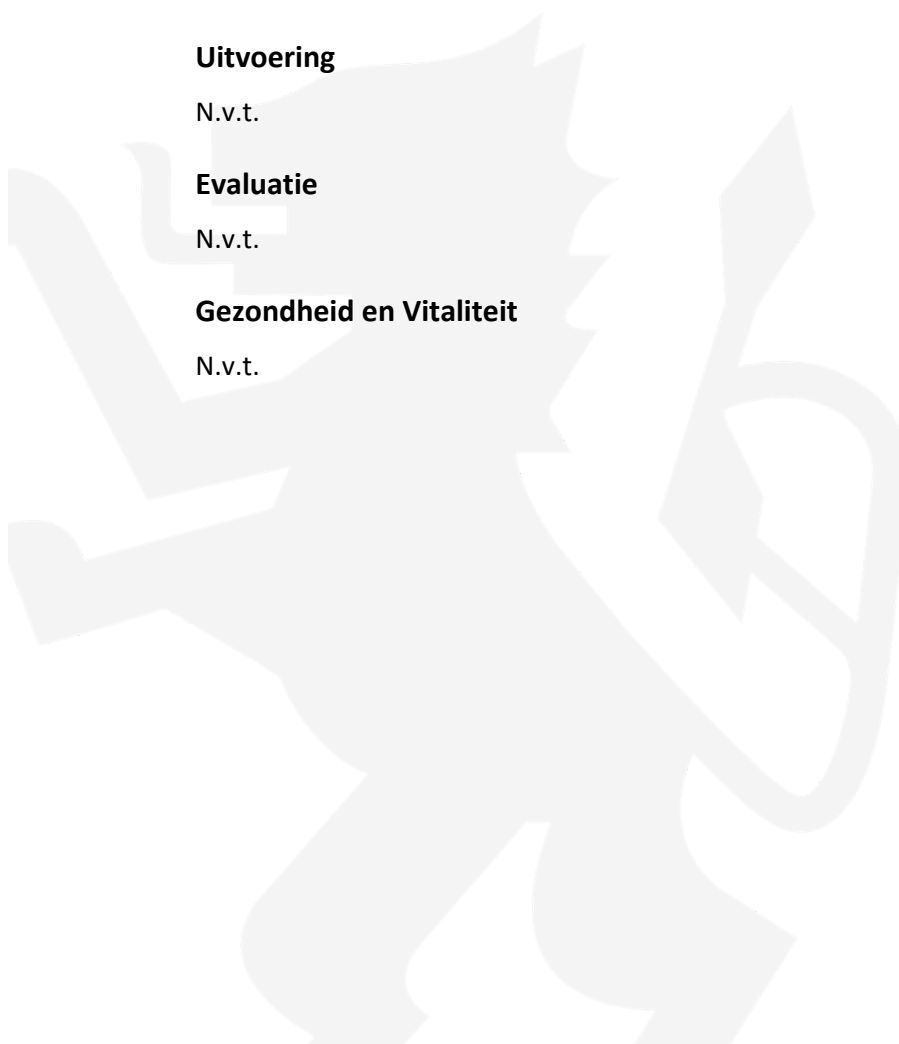 Uitvoering
N.v.t.
Evaluatie
N.v.t.
Gezondheid en Vitaliteit
N.v.t.